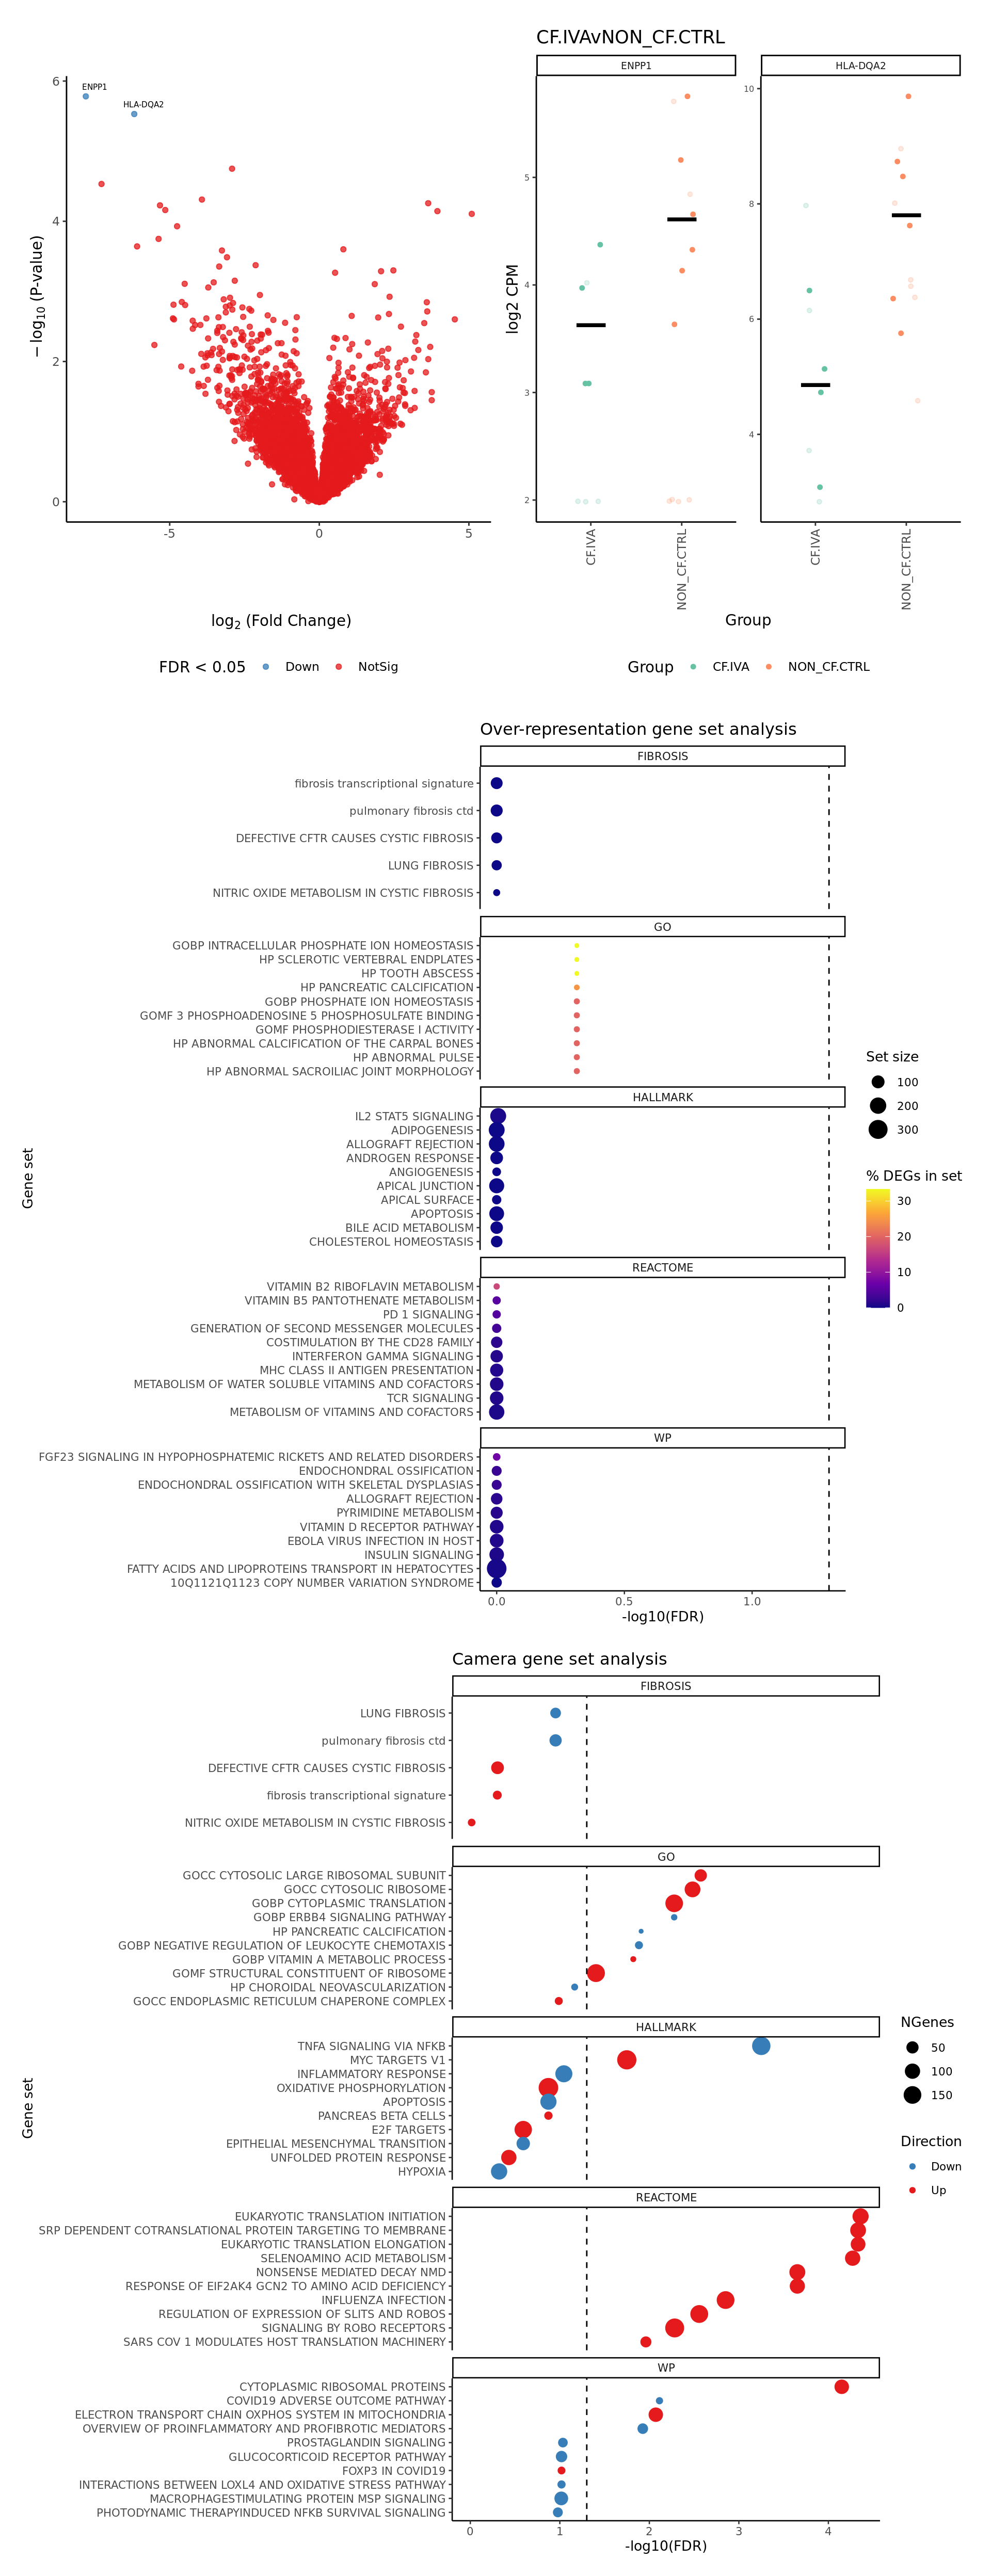 CF.IVAvNON_CF.CTRL
ENPP1
HLA-DQA2
ENPP1
HLA-DQA2
6
4
2
0
-5
0
5
− log10 (P-value)
log2 (Fold Change)
FDR < 0.05
Down
NotSig
log2 CPM
5
4
3
2
10
8
6
4
CF.IVA
NON_CF.CTRL
CF.IVA
NON_CF.CTRL
Group
Group
CF.IVA
NON_CF.CTRL
Over-representation gene set analysis
Gene set
FIBROSIS
fibrosis transcriptional signature
pulmonary fibrosis ctd
DEFECTIVE CFTR CAUSES CYSTIC FIBROSIS
LUNG FIBROSIS
NITRIC OXIDE METABOLISM IN CYSTIC FIBROSIS
GO
GOBP INTRACELLULAR PHOSPHATE ION HOMEOSTASIS
HP SCLEROTIC VERTEBRAL ENDPLATES
HP TOOTH ABSCESS
HP PANCREATIC CALCIFICATION
GOBP PHOSPHATE ION HOMEOSTASIS
GOMF 3 PHOSPHOADENOSINE 5 PHOSPHOSULFATE BINDING
GOMF PHOSPHODIESTERASE I ACTIVITY
HP ABNORMAL CALCIFICATION OF THE CARPAL BONES
HP ABNORMAL PULSE
HP ABNORMAL SACROILIAC JOINT MORPHOLOGY
HALLMARK
IL2 STAT5 SIGNALING
ADIPOGENESIS
ALLOGRAFT REJECTION
ANDROGEN RESPONSE
ANGIOGENESIS
APICAL JUNCTION
APICAL SURFACE
APOPTOSIS
BILE ACID METABOLISM
CHOLESTEROL HOMEOSTASIS
REACTOME
VITAMIN B2 RIBOFLAVIN METABOLISM
VITAMIN B5 PANTOTHENATE METABOLISM
PD 1 SIGNALING
GENERATION OF SECOND MESSENGER MOLECULES
COSTIMULATION BY THE CD28 FAMILY
INTERFERON GAMMA SIGNALING
MHC CLASS II ANTIGEN PRESENTATION
METABOLISM OF WATER SOLUBLE VITAMINS AND COFACTORS
TCR SIGNALING
METABOLISM OF VITAMINS AND COFACTORS
WP
FGF23 SIGNALING IN HYPOPHOSPHATEMIC RICKETS AND RELATED DISORDERS
ENDOCHONDRAL OSSIFICATION
ENDOCHONDRAL OSSIFICATION WITH SKELETAL DYSPLASIAS
ALLOGRAFT REJECTION
PYRIMIDINE METABOLISM
VITAMIN D RECEPTOR PATHWAY
EBOLA VIRUS INFECTION IN HOST
INSULIN SIGNALING
FATTY ACIDS AND LIPOPROTEINS TRANSPORT IN HEPATOCYTES
10Q1121Q1123 COPY NUMBER VARIATION SYNDROME
0.0
0.5
1.0
-log10(FDR)
Set size
100
200
300
% DEGs in set
30
20
10
0
Camera gene set analysis
Gene set
FIBROSIS
LUNG FIBROSIS
pulmonary fibrosis ctd
DEFECTIVE CFTR CAUSES CYSTIC FIBROSIS
fibrosis transcriptional signature
NITRIC OXIDE METABOLISM IN CYSTIC FIBROSIS
GO
GOCC CYTOSOLIC LARGE RIBOSOMAL SUBUNIT
GOCC CYTOSOLIC RIBOSOME
GOBP CYTOPLASMIC TRANSLATION
GOBP ERBB4 SIGNALING PATHWAY
HP PANCREATIC CALCIFICATION
GOBP NEGATIVE REGULATION OF LEUKOCYTE CHEMOTAXIS
GOBP VITAMIN A METABOLIC PROCESS
GOMF STRUCTURAL CONSTITUENT OF RIBOSOME
HP CHOROIDAL NEOVASCULARIZATION
GOCC ENDOPLASMIC RETICULUM CHAPERONE COMPLEX
HALLMARK
TNFA SIGNALING VIA NFKB
MYC TARGETS V1
INFLAMMATORY RESPONSE
OXIDATIVE PHOSPHORYLATION
APOPTOSIS
PANCREAS BETA CELLS
E2F TARGETS
EPITHELIAL MESENCHYMAL TRANSITION
UNFOLDED PROTEIN RESPONSE
HYPOXIA
REACTOME
EUKARYOTIC TRANSLATION INITIATION
SRP DEPENDENT COTRANSLATIONAL PROTEIN TARGETING TO MEMBRANE
EUKARYOTIC TRANSLATION ELONGATION
SELENOAMINO ACID METABOLISM
NONSENSE MEDIATED DECAY NMD
RESPONSE OF EIF2AK4 GCN2 TO AMINO ACID DEFICIENCY
INFLUENZA INFECTION
REGULATION OF EXPRESSION OF SLITS AND ROBOS
SIGNALING BY ROBO RECEPTORS
SARS COV 1 MODULATES HOST TRANSLATION MACHINERY
WP
CYTOPLASMIC RIBOSOMAL PROTEINS
COVID19 ADVERSE OUTCOME PATHWAY
ELECTRON TRANSPORT CHAIN OXPHOS SYSTEM IN MITOCHONDRIA
OVERVIEW OF PROINFLAMMATORY AND PROFIBROTIC MEDIATORS
PROSTAGLANDIN SIGNALING
GLUCOCORTICOID RECEPTOR PATHWAY
FOXP3 IN COVID19
INTERACTIONS BETWEEN LOXL4 AND OXIDATIVE STRESS PATHWAY
MACROPHAGESTIMULATING PROTEIN MSP SIGNALING
PHOTODYNAMIC THERAPYINDUCED NFKB SURVIVAL SIGNALING
0
1
2
3
4
-log10(FDR)
NGenes
50
100
150
Direction
Down
Up